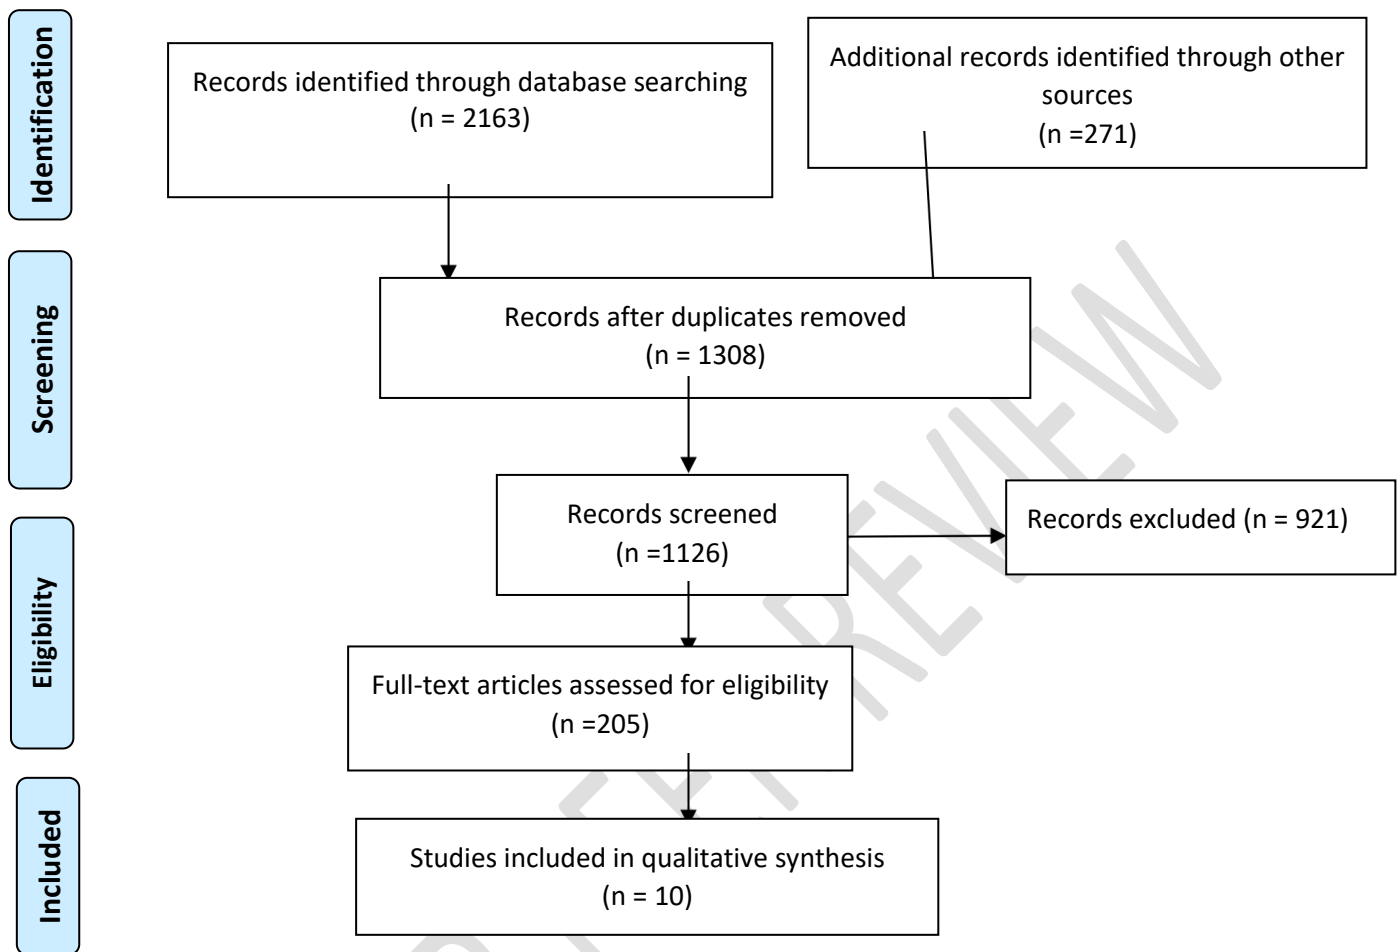 Identification
Records identified through database searching
(n = 2163)
Additional records identified through other
sources
(n =271)
Screening
Records after duplicates removed
(n = 1308)
Records screened
(n =1126)
Records excluded (n = 921)
Eligibility
Full-text articles assessed for eligibility
(n =205)
Included
Studies included in qualitative synthesis
(n = 10)
REVIEW